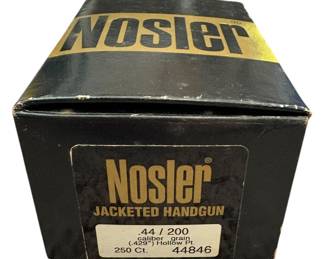 Nosler®
Nosler®
JACKETED HANDGUN
.44 / 200
caliber grain
(.429") Hollow Pt.
250 Ct. 44846